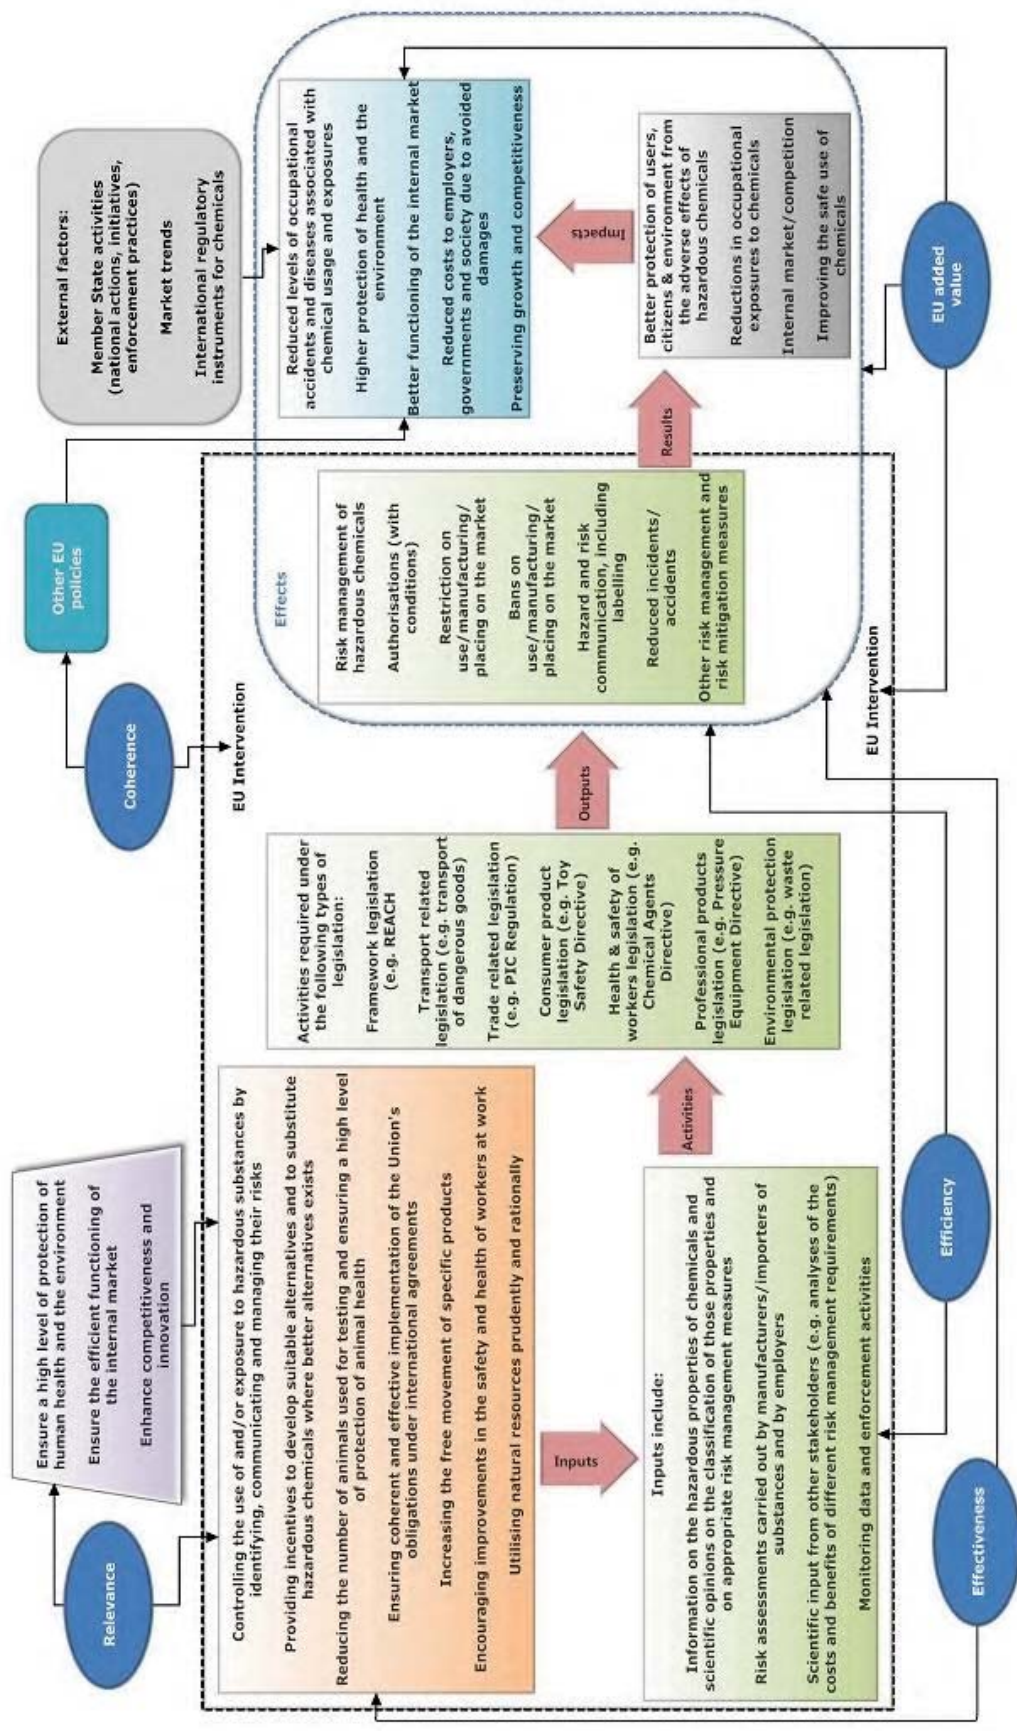 Relevance
Ensure a high level of protection of
human health and the environment
Ensure the efficient functioning of
the internal market
Enhance competitiveness and
innovation
Coherence
Other EU
policies
External factors:
Member State activities
(national actions, initiatives,
enforcement practices)
Market trends
International regulatory
instruments for chemicals
EU Intervention
Controlling the use of and/or exposure to hazardous substances by
identifying, communicating and managing their risks
Providing incentives to develop suitable alternatives and to substitute
hazardous chemicals where better alternatives exists
Reducing the number of animals used for testing and ensuring a high level
of protection of animal health
Ensuring coherent and effective implementation of the Union's
obligations under international agreements
Increasing the free movement of specific products
Encouraging improvements in the safety and health of workers at work
Utilising natural resources prudently and rationally
Inputs
Inputs include:
Information on the hazardous properties of chemicals and
scientific opinions on the classification of those properties and
on appropriate risk management measures
Risk assessments carried out by manufacturers/importers of
substances and by employers
Scientific input from other stakeholders (e.g. analyses of the
costs and benefits of different risk management requirements)
Monitoring data and enforcement activities
Activities
Activities required under
the following types of
legislation:
Framework legislation
(e.g. REACH)
Transport related
legislation (e.g. transport
of dangerous goods)
Trade related legislation
(e.g. PIC Regulation)
Consumer product
legislation (e.g. Toy
Safety Directive)
Health & safety of
workers legislation (e.g.
Chemical Agents
Directive)
Professional products
legislation (e.g. Pressure
Equipment Directive)
Environmental protection
legislation (e.g. waste
related legislation)
Outputs
Effects
Risk management of
hazardous chemicals
Authorisations (with
conditions)
Restriction on
use/manufacturing/
placing on the market
Bans on
use/manufacturing/
placing on the market
Hazard and risk
communication, including
labelling
Reduced incidents/
accidents
Other risk management and
risk mitigation measures
Results
Better protection of users,
citizens & environment from
the adverse effects of
hazardous chemicals
Reductions in occupational
exposures to chemicals
Internal market/competition
Improving the safe use of
chemicals
Impacts
Reduced levels of occupational
accidents and diseases associated with
chemical usage and exposures
Higher protection of health and the
environment
Better functioning of the internal market
Reduced costs to employers,
governments and society due to avoided
damages
Preserving growth and competitiveness
EU Intervention
Effectiveness
Efficiency
EU added
value